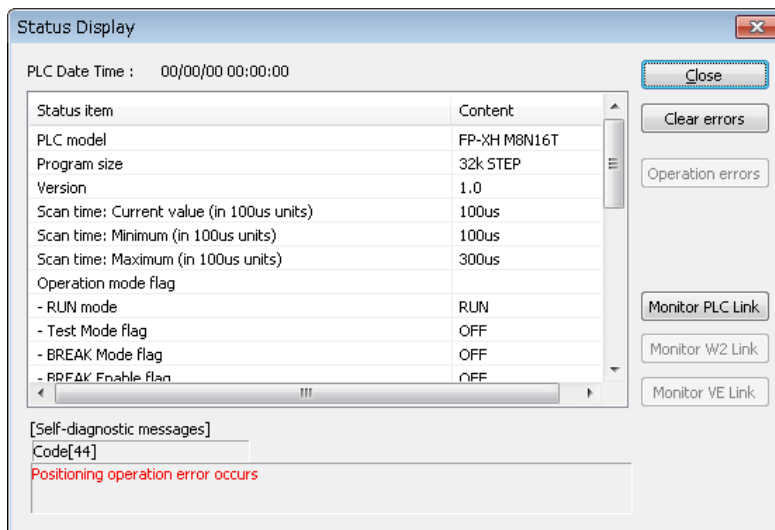 Status Display
PLC Date Time : 00/00/00 00:00:00
Close
Status item Content
Clear errors
PLC model FP-XH M8N16T
Program size 32k STEP
Operation errors
Version 1.0
Scan time: Current value (in 100us units) 100us
Scan time: Minimum (in 100us units) 100us
Scan time: Maximum (in 100us units) 300us
Operation mode flag
- RUN mode RUN
Monitor PLC Link
- Test Mode flag OFF
- BREAK Mode flag OFF
Monitor W2 Link
- BREAK Enable flag OFF
Monitor VE Link
[Self-diagnostic messages]
Code[44]
Positioning operation error occurs